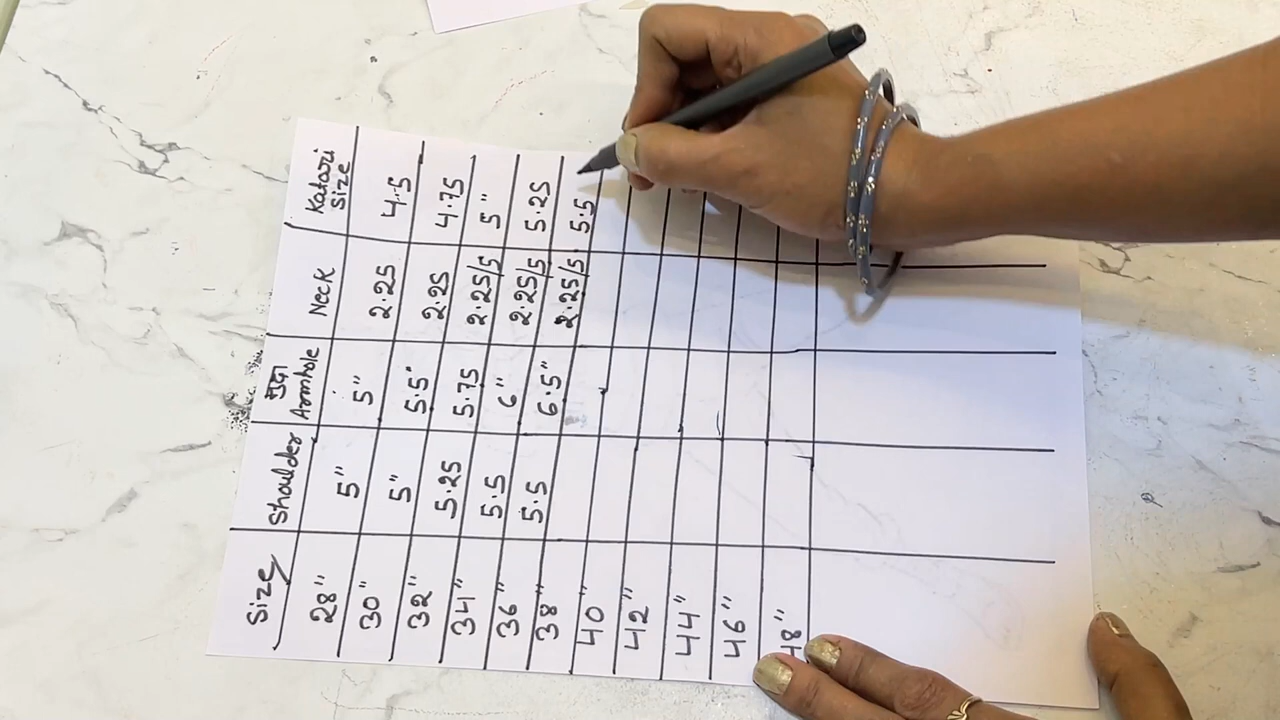 Size Shoulder Armhole Neck Katori size
28" 5" 5" 2.25 4.5
30" 5" 5.5" 2.25 4.75
32" 5.25 5.75 2.25/5 5"
34" 5.5 6" 2.25/5 5.25
36" 5.5 6.5" 2.25/5 5.5
38"
40"
42"
44"
46"
48"